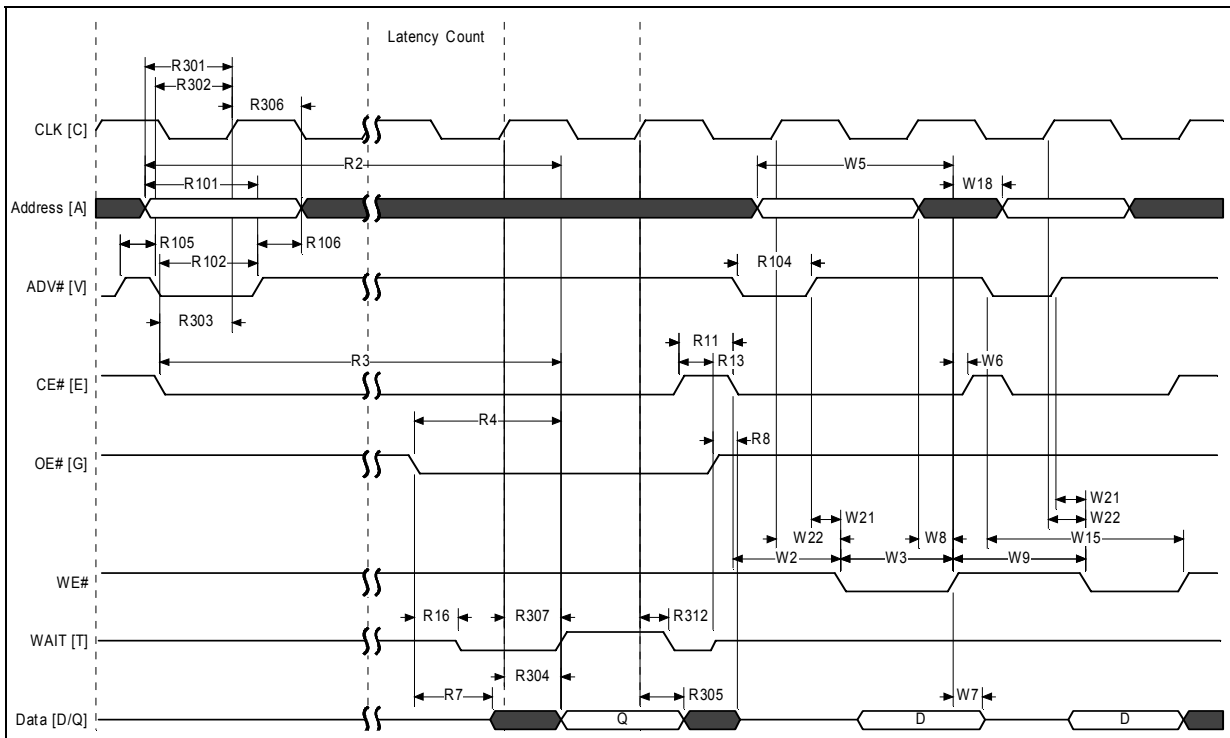 Latency Count
R301
R302
R306
CLK [C]
R2
W5
R101
W18
Address [A]
R105
R106
R102
R104
ADV# [V]
R303
R11
R3
R13
W6
CE# [E]
R4
R8
OE# [G]
W21
W21
W22
W22
W8
W15
W2
W3
W9
WE#
R16
R307
R312
WAIT [T]
R304
R7
R305
W7
Data [D/Q]
Q
D
D